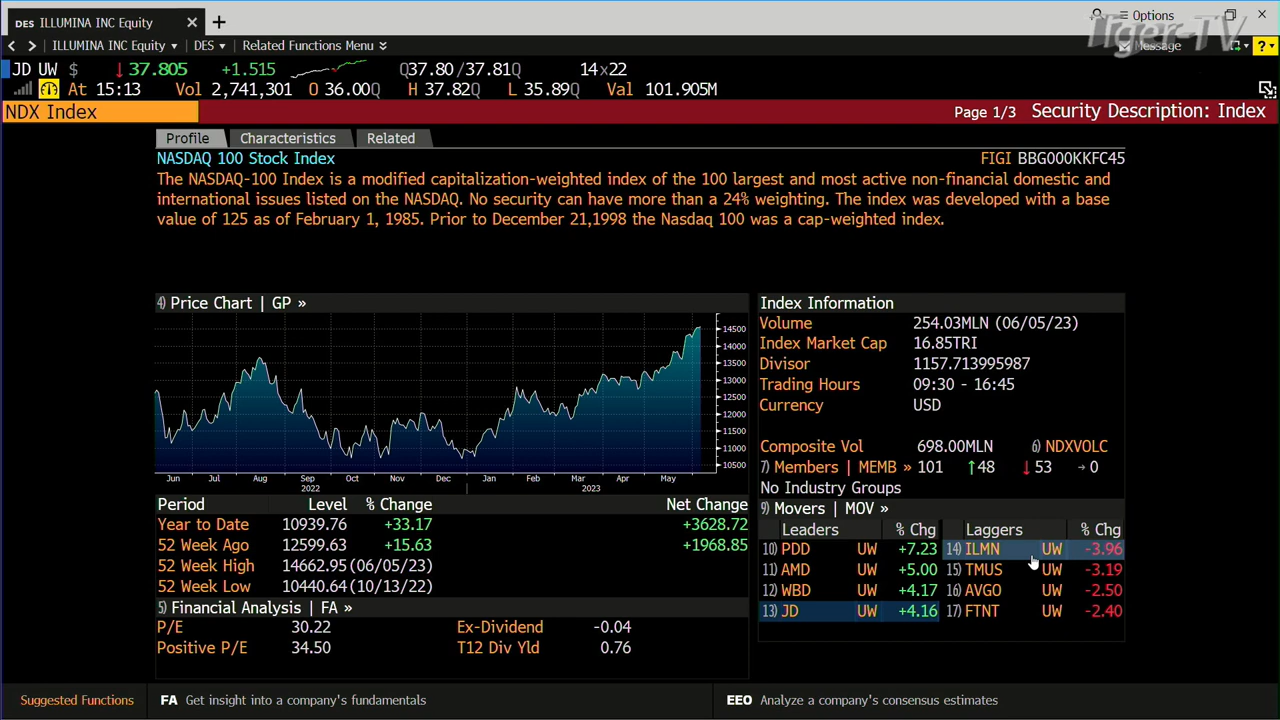 DES ILLUMINA INC Equity × +
Options
Tiger-TV
< > ILLUMINA INC Equity ▾ DES ▾ Related Functions Menu
Message
?
JD UW $ ↓37.805 +1.515 Q37.80/37.81Q 14x22
At 15:13 Vol 2,741,301 O 36.00Q H 37.82Q L 35.89Q Val 101.905M
NDX Index Page 1/3 Security Description: Index
Profile Characteristics Related
NASDAQ 100 Stock Index FIGI BBG000KKFC45
The NASDAQ-100 Index is a modified capitalization-weighted index of the 100 largest and most active non-financial domestic and
international issues listed on the NASDAQ. No security can have more than a 24% weighting. The index was developed with a base
value of 125 as of February 1, 1985. Prior to December 21,1998 the Nasdaq 100 was a cap-weighted index.
4) Price Chart | GP »
14500
14000
13500
13000
12500
12000
11500
11000
10500
Jun Jul Aug Sep Oct Nov Dec Jan Feb Mar Apr May
2022 2023
Period Level % Change Net Change
Year to Date 10939.76 +33.17 +3628.72
52 Week Ago 12599.63 +15.63 +1968.85
52 Week High 14662.95 (06/05/23)
52 Week Low 10440.64 (10/13/22)
5) Financial Analysis | FA »
P/E 30.22 Ex-Dividend -0.04
Positive P/E 34.50 T12 Div Yld 0.76
Index Information
Volume 254.03MLN (06/05/23)
Index Market Cap 16.85TRI
Divisor 1157.713995987
Trading Hours 09:30 - 16:45
Currency USD
Composite Vol 698.00MLN 6) NDXVOLC
7) Members | MEMB » 101 ↑48 ↓53 →0
No Industry Groups
9) Movers | MOV »
Leaders % Chg Laggers % Chg
10) PDD UW +7.23 14) ILMN UW -3.96
11) AMD UW +5.00 15) TMUS UW -3.19
12) WBD UW +4.17 16) AVGO UW -2.50
13) JD UW +4.16 17) FTNT UW -2.40
Suggested Functions FA Get insight into a company's fundamentals EEO Analyze a company's consensus estimates